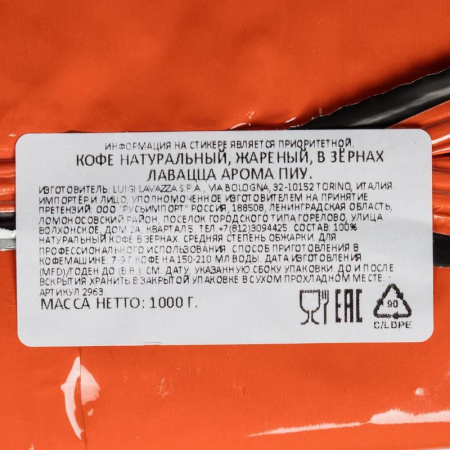 ИНФОРМАЦИЯ НА СТИКЕРЕ ЯВЛЯЕТСЯ ПРИОРИТЕТНОЙ.
КОФЕ НАТУРАЛЬНЫЙ, ЖАРЕНЫЙ, В ЗЁРНАХ
ЛАВАЦЦА АРОМА ПИУ.
ИЗГОТОВИТЕЛЬ: LUIGI LAVAZZA S.P.A., VIA BOLOGNA, 32-10152 TORINO, ИТАЛИЯ
ИМПОРТЁР И ЛИЦО, УПОЛНОМОЧЕННОЕ ИЗГОТОВИТЕЛЕМ НА ПРИНЯТИЕ
ПРЕТЕНЗИЙ: ООО "РУСЬИМПОРТ" РОССИЯ, 188508, ЛЕНИНГРАДСКАЯ ОБЛАСТЬ,
ЛОМОНОСОВСКИЙ РАЙОН, ПОСЕЛОК ГОРОДСКОГО ТИПА ГОРЕЛОВО, УЛИЦА
ВОЛХОНСКОЕ, ДОМ 2А, КВАРТАЛ 5. ТЕЛ +7(812)3094425. СОСТАВ: 100%
НАТУРАЛЬНЫЙ КОФЕ В ЗЕРНАХ. СРЕДНЯЯ СТЕПЕНЬ ОБЖАРКИ. ДЛЯ
ПРОФЕССИОНАЛЬНОГО ИСПОЛЬЗОВАНИЯ. СПОСОБ ПРИГОТОВЛЕНИЯ В
КОФЕМАШИНЕ: 7-9 Г КОФЕ НА 150-210 МЛ ВОДЫ. ДАТА ИЗГОТОВЛЕНИЯ
(MFD)/ГОДЕН ДО (B.B.): СМ. ДАТУ, УКАЗАННУЮ СБОКУ УПАКОВКИ. ДО И ПОСЛЕ
ВСКРЫТИЯ ХРАНИТЬ В ЗАКРЫТОЙ УПАКОВКЕ В СУХОМ ПРОХЛАДНОМ МЕСТЕ.
АРТИКУЛ 2963
МАССА НЕТТО: 1000 Г.
EAC
90
C/LDPE